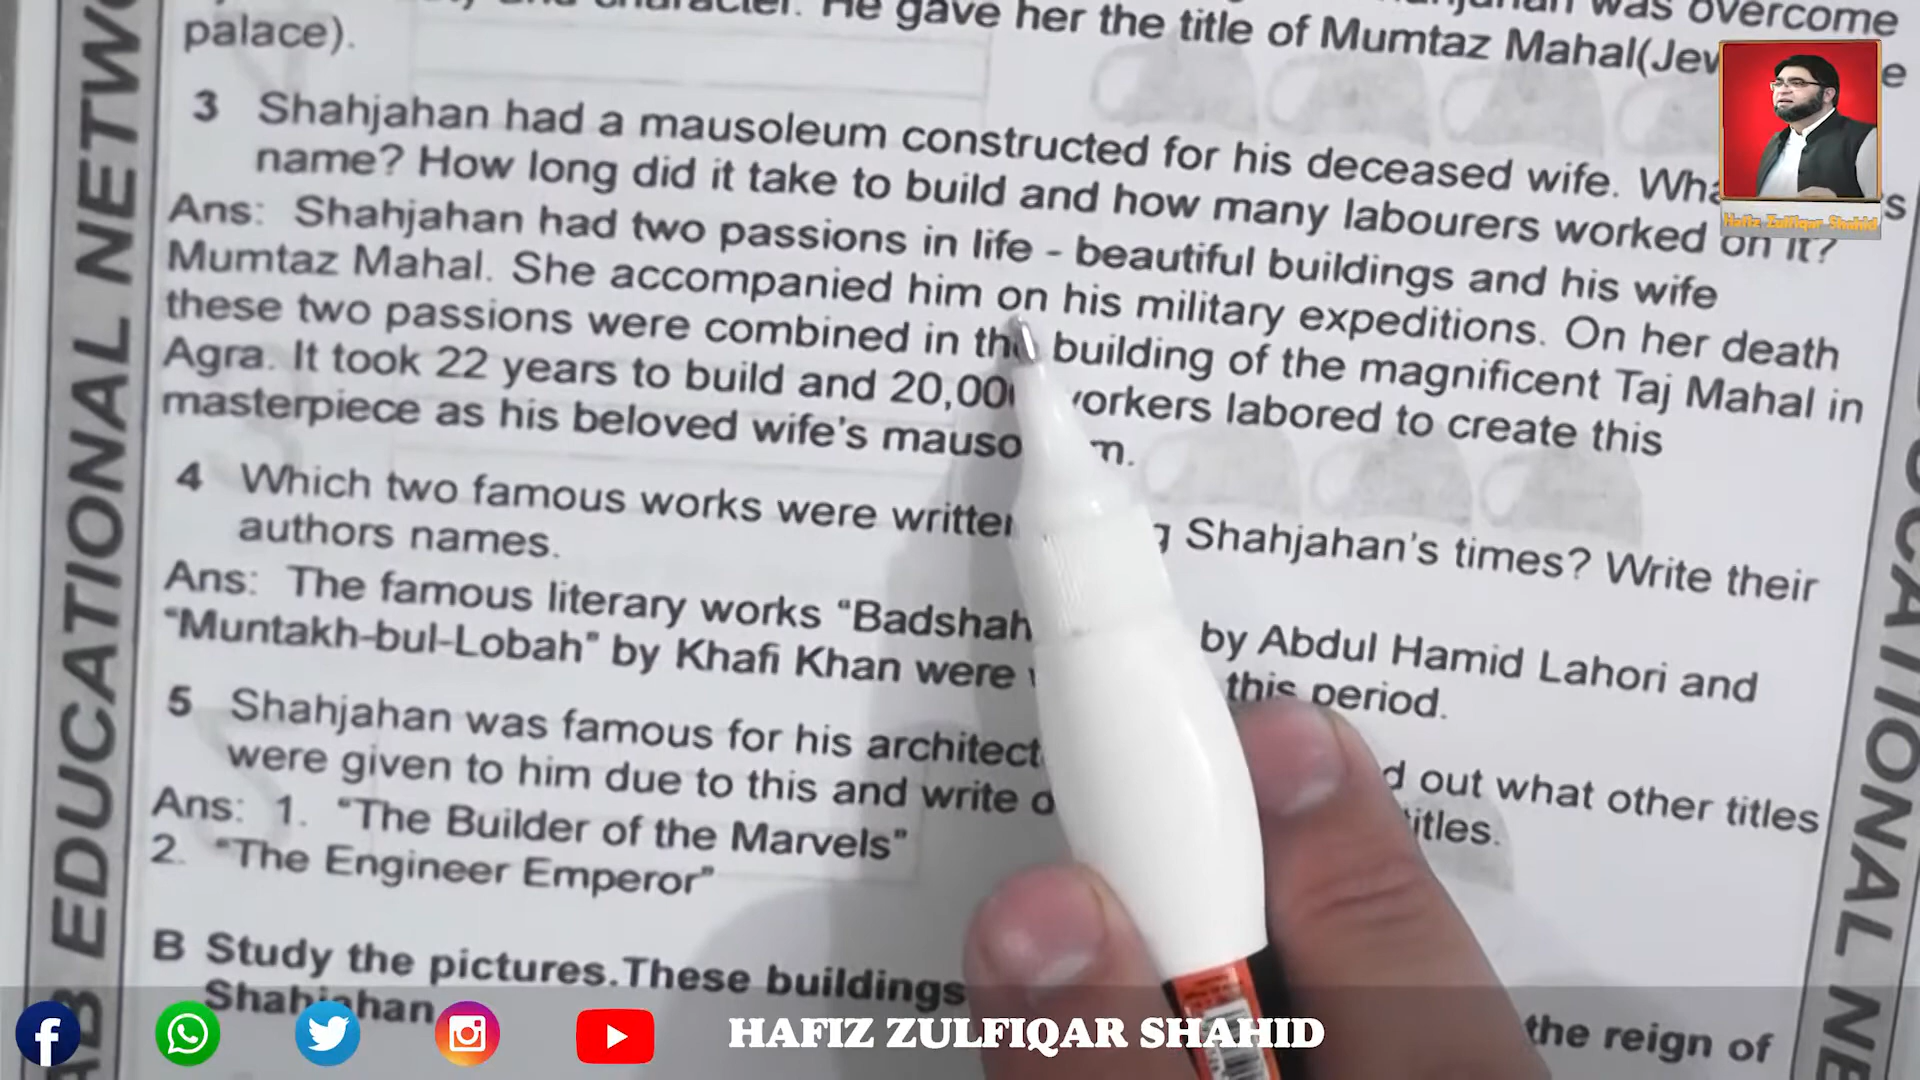 He gave her the title of Mumtaz Mahal(Jew
was overcome
palace).
3 Shahjahan had a mausoleum constructed for his deceased wife.
name? How long did it take to build and how many labourers worked on it?
Ans: Shahjahan had two passions in life - beautiful buildings and his wife
Mumtaz Mahal. She accompanied him on his military expeditions. On her death
these two passions were combined in the building of the magnificent Taj Mahal in
Agra. It took 22 years to build and 20,00 workers labored to create this
masterpiece as his beloved wife's mauso m.
4 Which two famous works were written Shahjahan's times? Write their
authors names.
Ans: The famous literary works "Badshah by Abdul Hamid Lahori and
"Muntakh-bul-Lobah" by Khafi Khan were this period.
5 Shahjahan was famous for his architect out what other titles
were given to him due to this and write titles.
Ans: 1. "The Builder of the Marvels"
2. "The Engineer Emperor"
B Study the pictures.These buildings the reign of
Shahjahan
EDUCATIONAL NETWO
Hafiz Zulfiqar Shahid
HAFIZ ZULFIQAR SHAHID